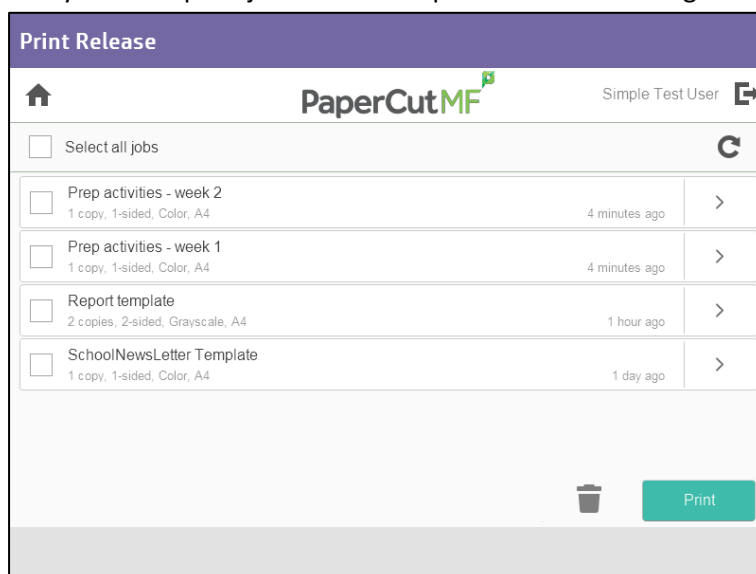 Print Release
PaperCutMF
Simple Test User
Select all jobs
Prep activities - week 2
1 copy, 1-sided, Color, A4
4 minutes ago
Prep activities - week 1
1 copy, 1-sided, Color, A4
4 minutes ago
Report template
2 copies, 2-sided, Grayscale, A4
1 hour ago
SchoolNewsLetter Template
1 copy, 1-sided, Color, A4
1 day ago
Print